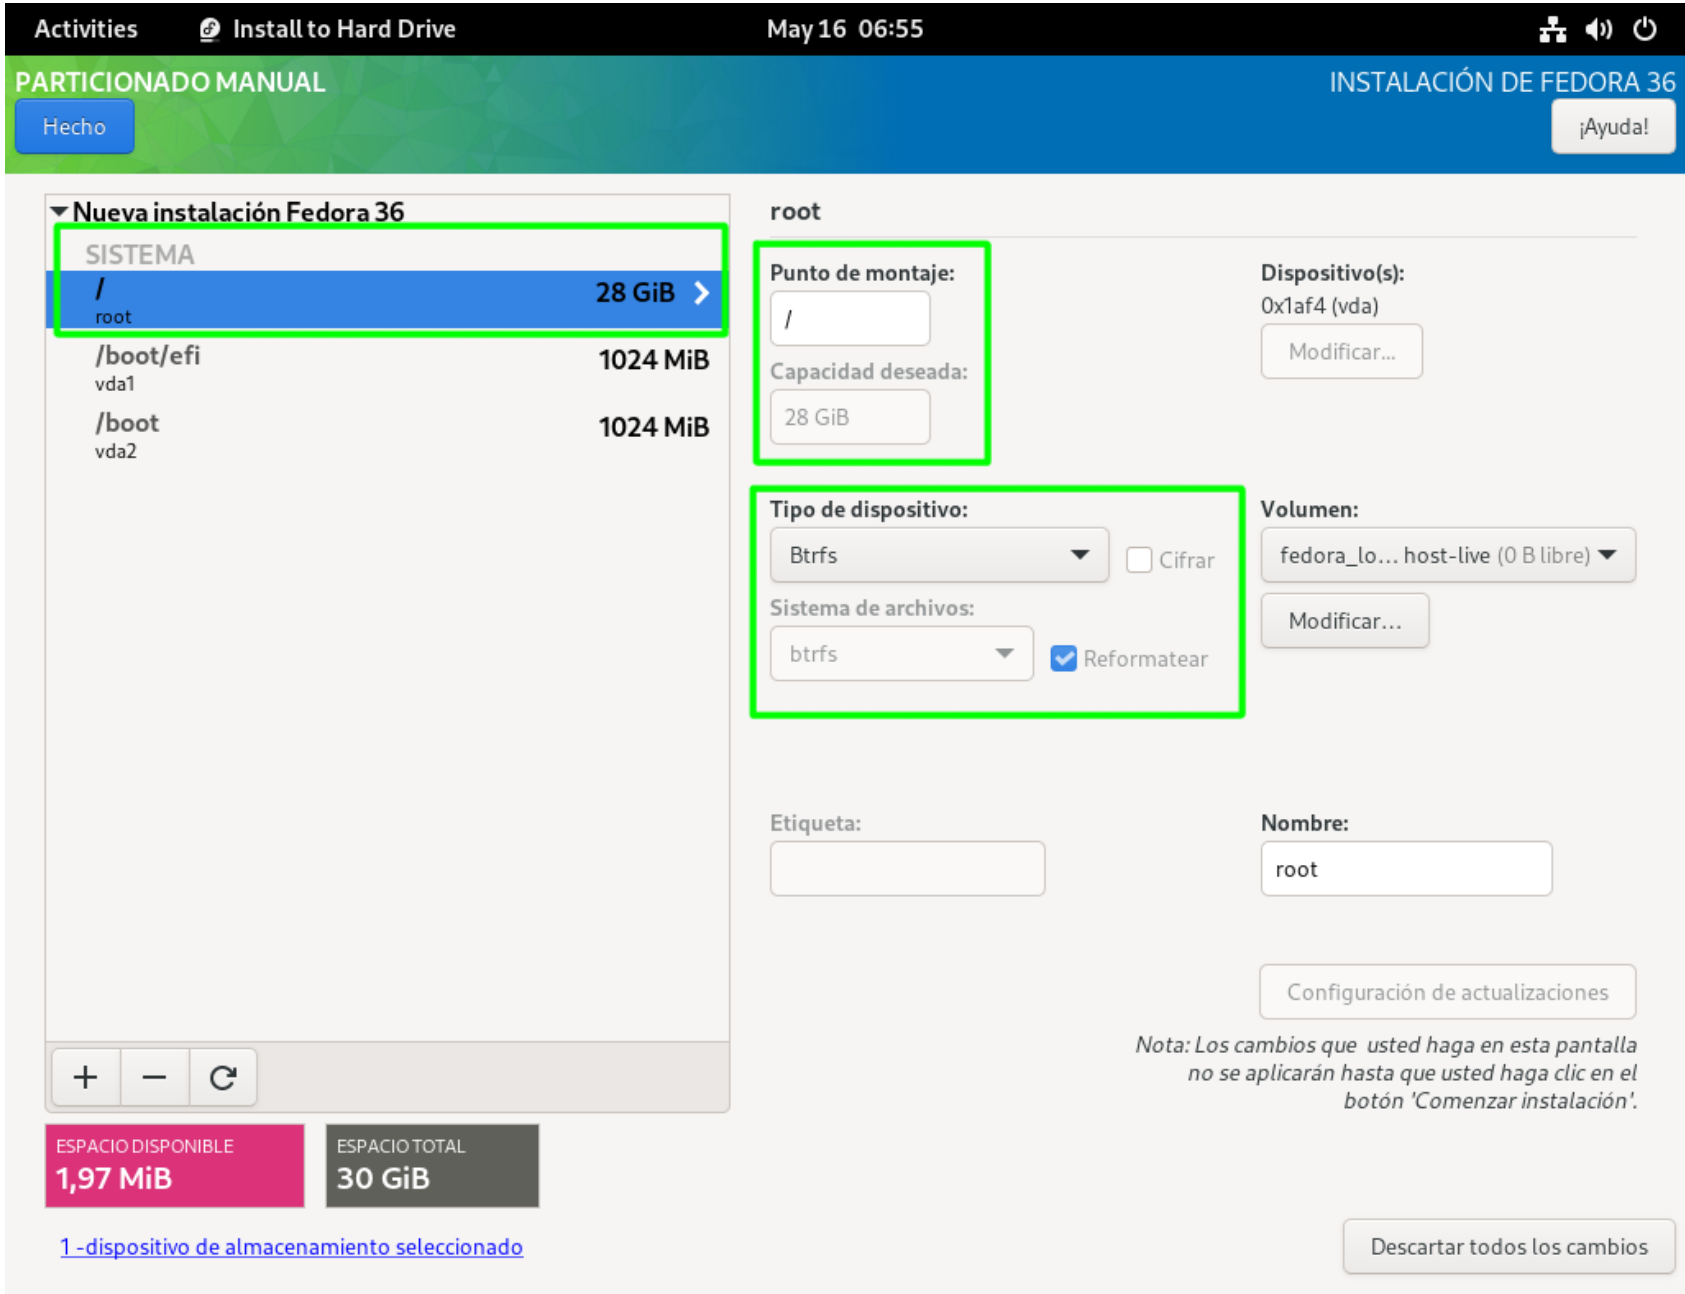 Activities Install to Hard Drive May 16 06:55
PARTICIONADO MANUAL INSTALACIÓN DE FEDORA 36
Hecho ¡Ayuda!
Nueva instalación Fedora 36
SISTEMA
/ 28 GiB
root
/boot/efi 1024 MiB
vda1
/boot 1024 MiB
vda2
root
Punto de montaje: Dispositivo(s):
/ 0x1af4 (vda)
Modificar...
Capacidad deseada:
28 GiB
Tipo de dispositivo: Volumen:
Btrfs Cifrar fedora_lo... host-live (0 B libre)
Sistema de archivos: Modificar...
btrfs Reformatear
Etiqueta: Nombre:
root
Configuración de actualizaciones
Nota: Los cambios que usted haga en esta pantalla
no se aplicarán hasta que usted haga clic en el
botón 'Comenzar instalación'.
ESPACIO DISPONIBLE ESPACIO TOTAL
1,97 MiB 30 GiB
1 -dispositivo de almacenamiento seleccionado
Descartar todos los cambios